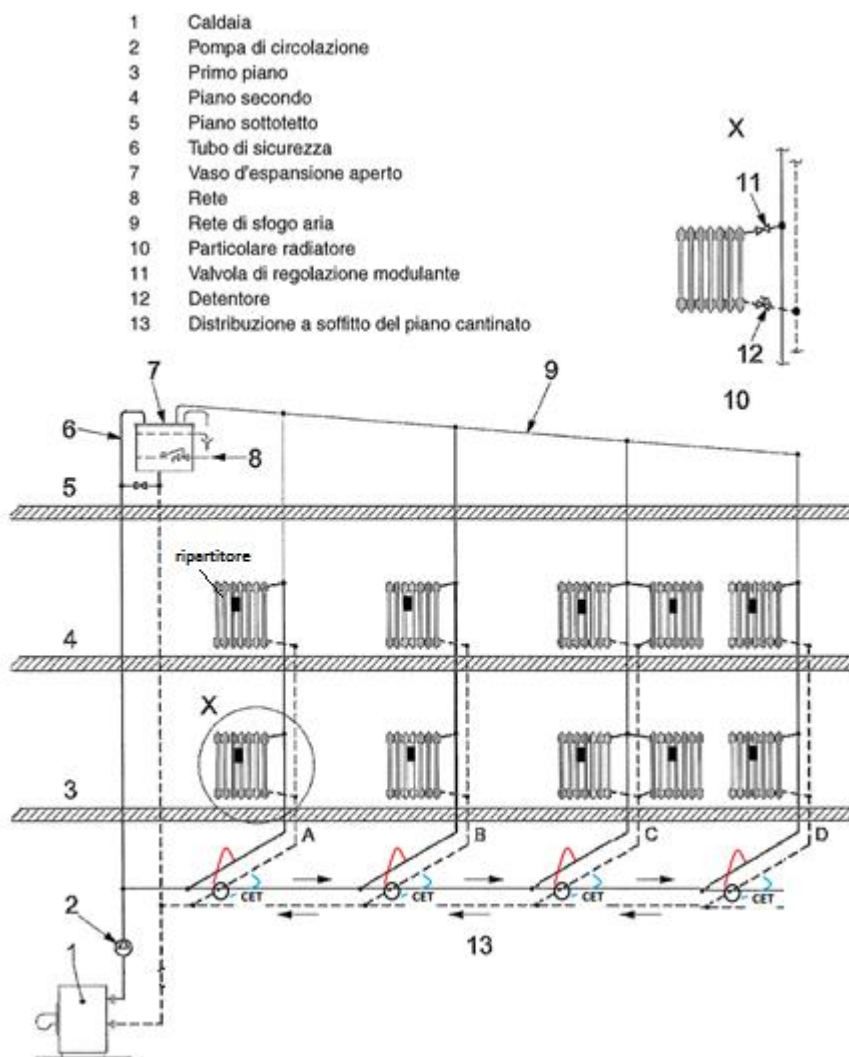 1 Caldaia
2 Pompa di circolazione
3 Primo piano
4 Piano secondo
5 Piano sottotetto
6 Tubo di sicurezza
7 Vaso d'espansione aperto
8 Rete
9 Rete di sfogo aria
10 Particolare radiatore
11 Valvola di regolazione modulante
12 Detentore
13 Distribuzione a soffitto del piano cantinato
X
11
12
10
7
9
6
8
5
ripartitore
4
X
3
A B C D
CET CET CET CET
2
13
1